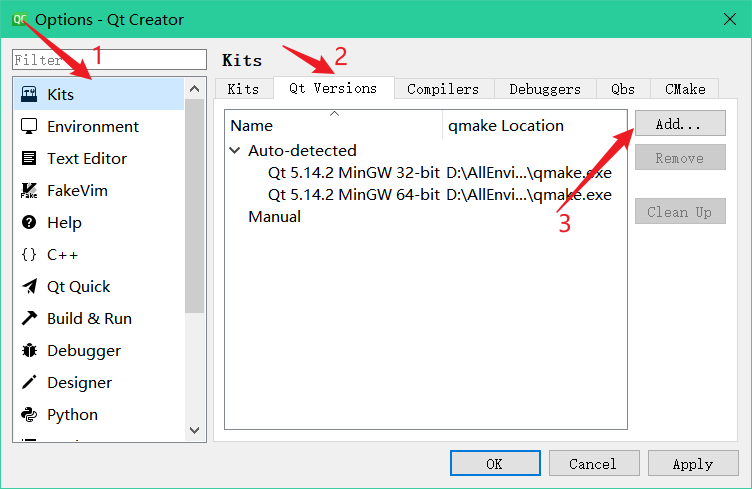 QC Options - Qt Creator
1
Filter
Kits
Environment
Text Editor
FakeVim
Help
{} C++
Qt Quick
Build & Run
Debugger
Designer
Python
Kits
2
Kits Qt Versions Compilers Debuggers Qbs CMake
Name qmake Location
Auto-detected
Qt 5.14.2 MinGW 32-bit D:\AllEnvi...\qmake.exe
Qt 5.14.2 MinGW 64-bit D:\AllEnvi...\qmake.exe
Manual
Add...
Remove
3
Clean Up
OK Cancel Apply